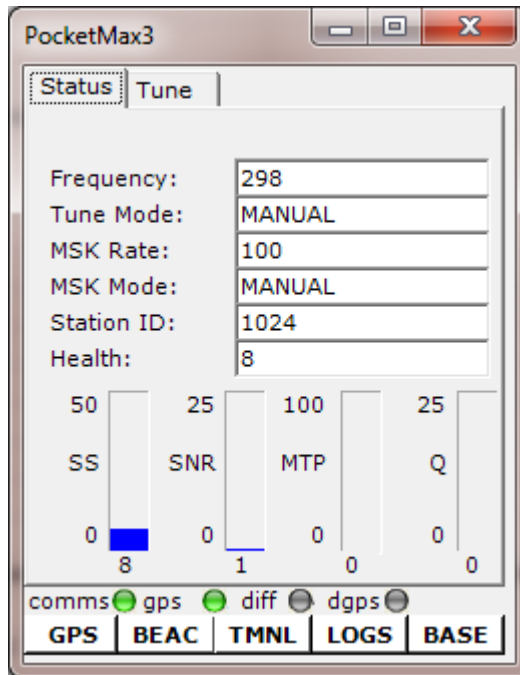 PocketMax3
Status Tune
Frequency: 298
Tune Mode: MANUAL
MSK Rate: 100
MSK Mode: MANUAL
Station ID: 1024
Health: 8
50 25 100 25
SS SNR MTP Q
0 0 0 0
8 1 0 0
comms gps diff dgps
GPS BEAC TMNL LOGS BASE